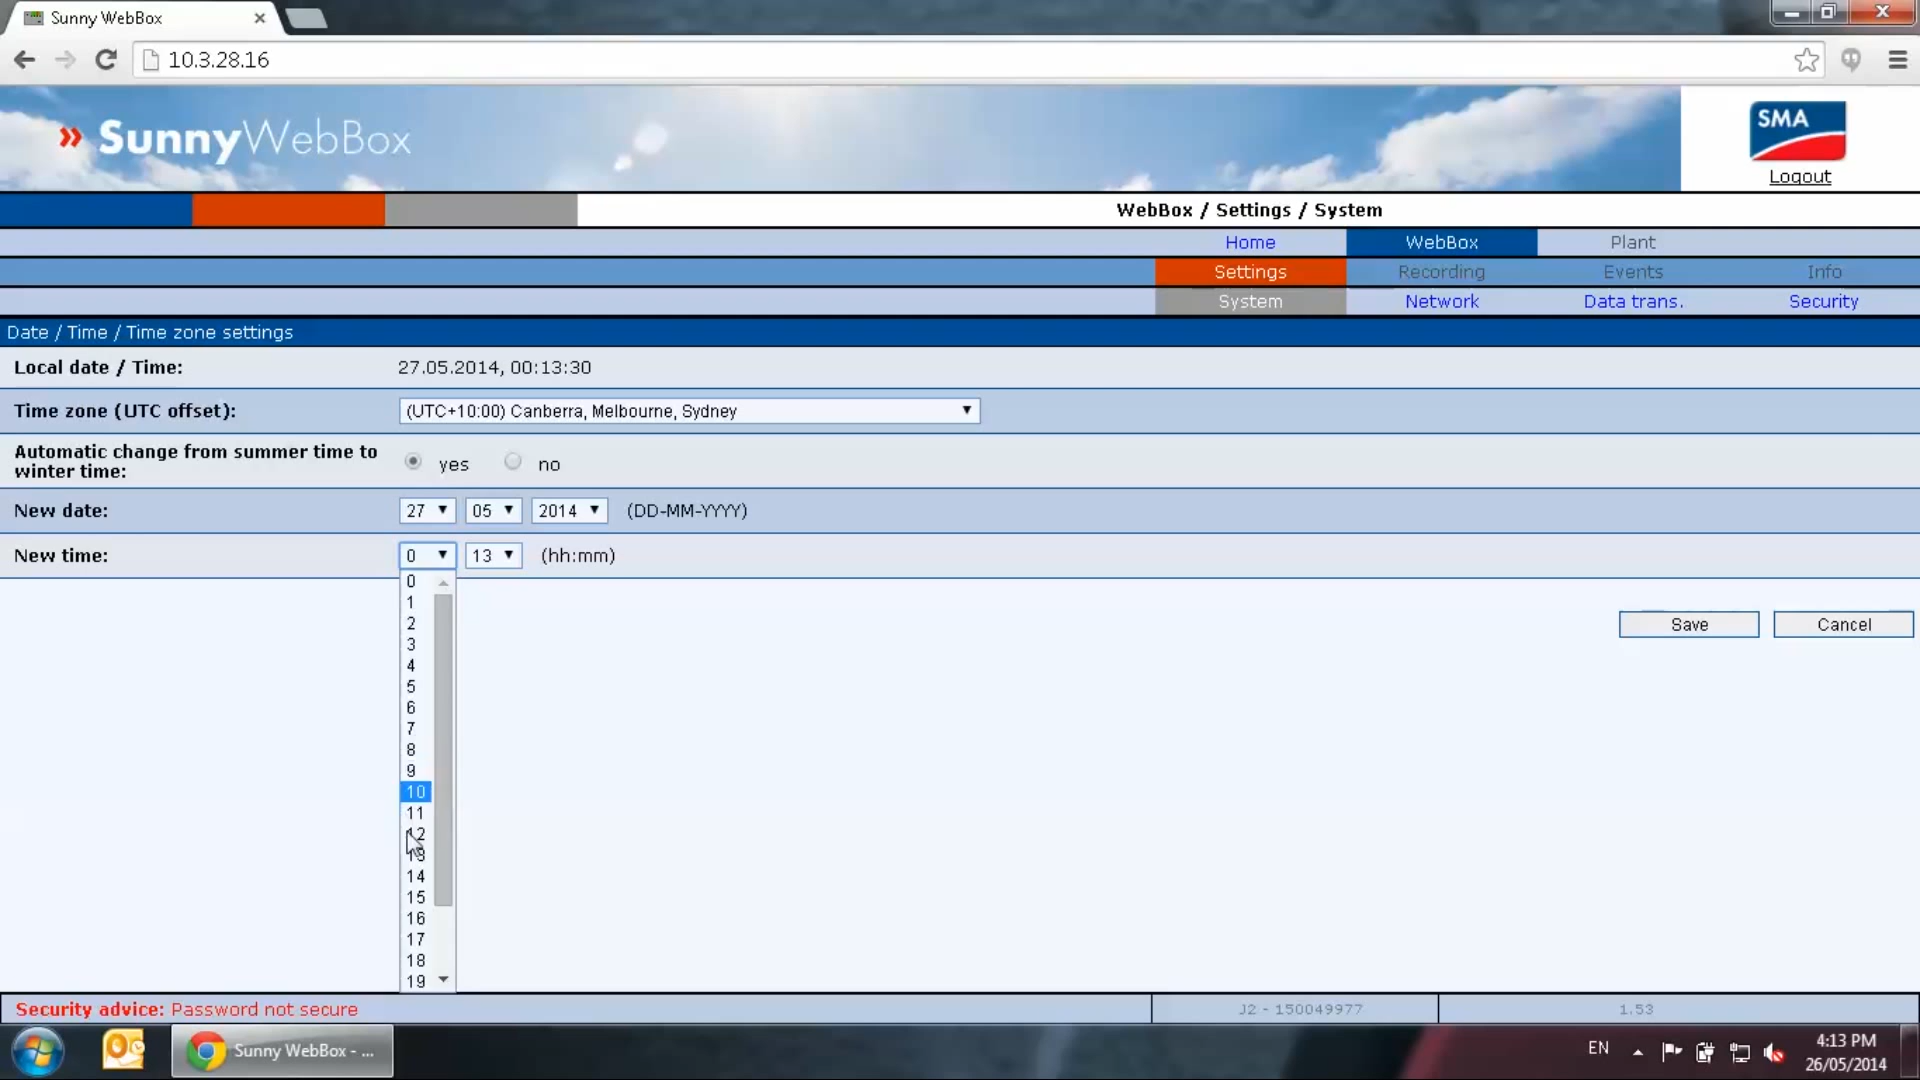 Sunny WebBox
10.3.28.16
SunnyWebBox
SMA
Logout
WebBox / Settings / System
Home WebBox Plant
Settings Recording Events Info
System Network Data trans. Security
Date / Time / Time zone settings
Local date / Time: 27.05.2014, 00:13:30
Time zone (UTC offset): (UTC+10:00) Canberra, Melbourne, Sydney
Automatic change from summer time to
winter time: yes no
New date: 27 05 2014 (DD-MM-YYYY)
New time: 0 13 (hh:mm)
0
1
2
3
4
5
6
7
8
9
10
11
12
13
14
15
16
17
18
19
Save Cancel
Security advice: Password not secure J2 - 150049977 1.53
Sunny WebBox - ...
EN
4:13 PM
26/05/2014